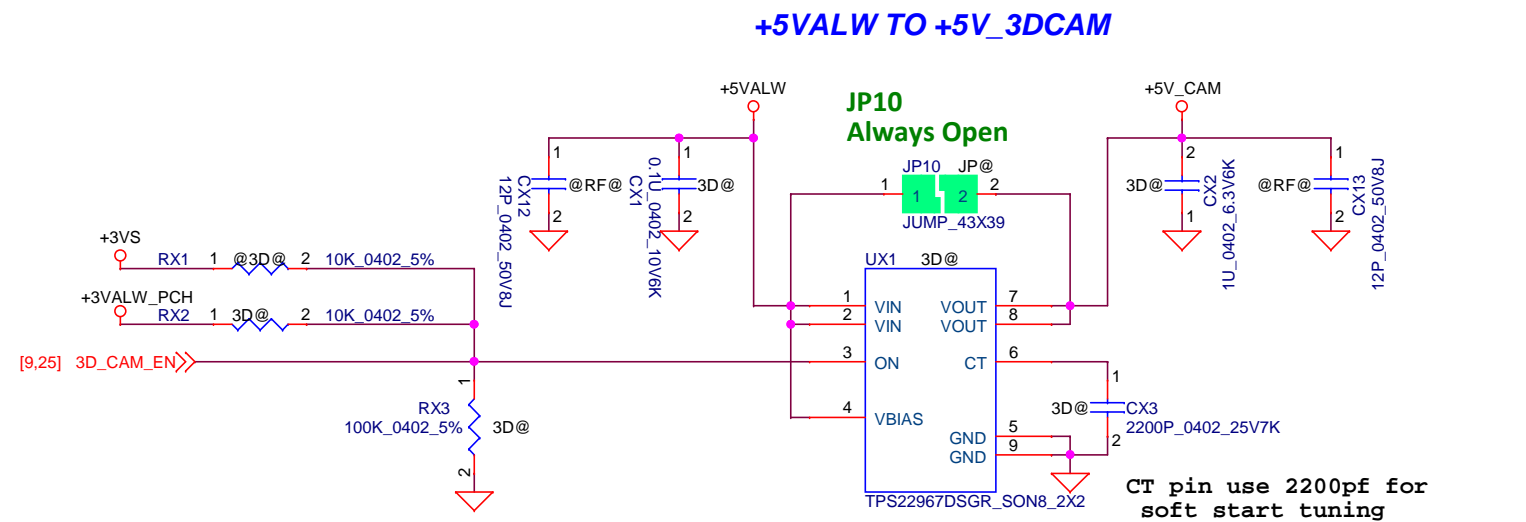 +5VALW TO +5V_3DCAM
+5VALW
+5V_CAM
JP10
Always Open
JP10 JP@
1 1 2 2
JUMP_43X39
1
@RF@
2
CX12
12P_0402_50V8J
1
3D@
2
CX1
0.1U_0402_10V6K
2
3D@
1
CX2
1U_0402_6.3V6K
1
@RF@
2
CX13
12P_0402_50V8J
+3VS
RX1 1 @3D@ 2 10K_0402_5%
+3VALW_PCH
RX2 1 3D@ 2 10K_0402_5%
[9,25] 3D_CAM_EN
1
RX3
100K_0402_5% 3D@
2
UX1 3D@
1 VIN VOUT 7
2 VIN VOUT 8
3 ON CT 6
4 VBIAS
GND 5
GND 9
TPS22967DSGR_SON8_2X2
1
3D@ CX3
2200P_0402_25V7K
2
CT pin use 2200pf for
soft start tuning